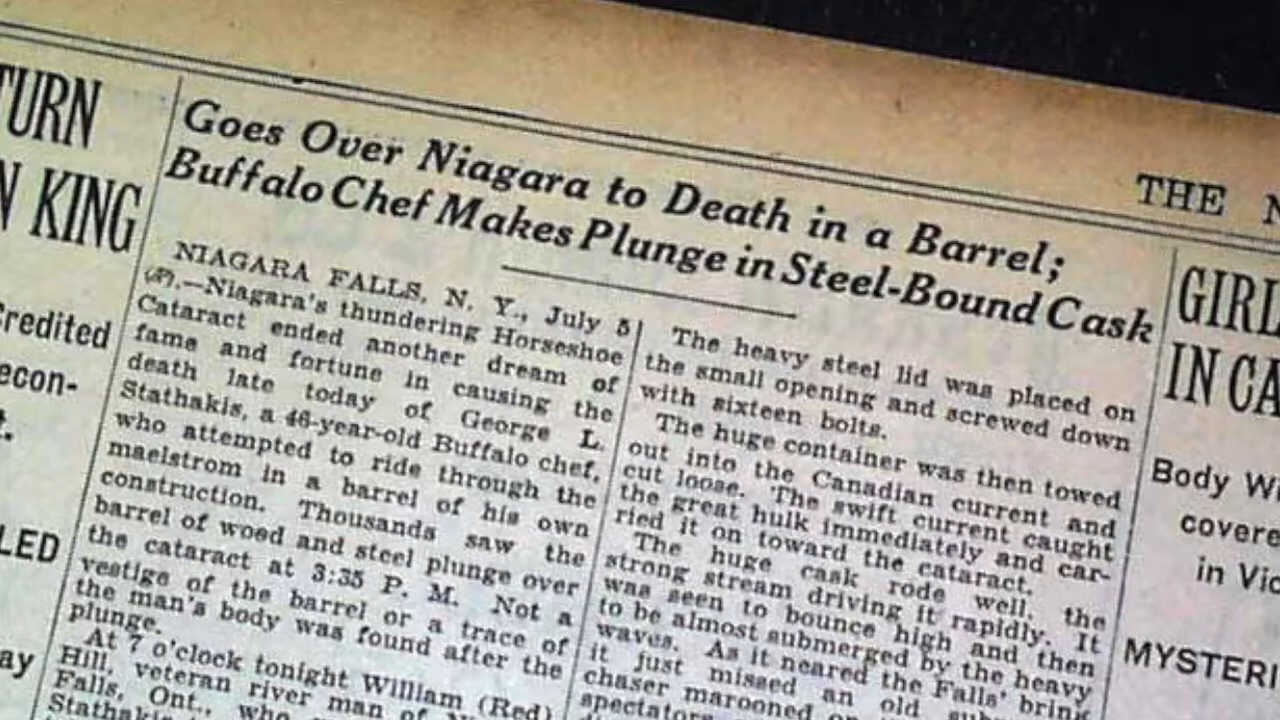 TURN
N KING
Credited
econ-
t.
LED
ay
Goes Over Niagara to Death in a Barrel;
Buffalo Chef Makes Plunge in Steel-Bound Cask
NIAGARA FALLS, N. Y., July 5
(AP).—Niagara's thundering Horseshoe
Cataract ended another dream of
fame and fortune in causing the
death late today of George L.
Stathakis, a 46-year-old Buffalo chef,
who attempted to ride through the
maelstrom in a barrel of his own
construction. Thousands saw the
barrel of wood and steel plunge over
the cataract at 3:35 P. M. Not a
vestige of the barrel or a trace of
the man's body was found after the
plunge.
At 7 o'clock tonight William (Red)
Hill, veteran river man of
Falls, Ont., who
Stathakis
The heavy steel lid was placed on
the small opening and screwed down
with sixteen bolts.
The huge container was then towed
out into the Canadian current and
cut loose. The swift current caught
the great hulk immediately and car-
ried it on toward the cataract.
The huge cask rode well, the
strong stream driving it rapidly. It
was seen to bounce high and then
to be almost submerged by the heavy
waves. As it neared the Falls' brink
it just missed an old sub
chaser marooned
spectators
THE N
GIRL
IN CA
Body Wi
covere
in Vic
MYSTERI